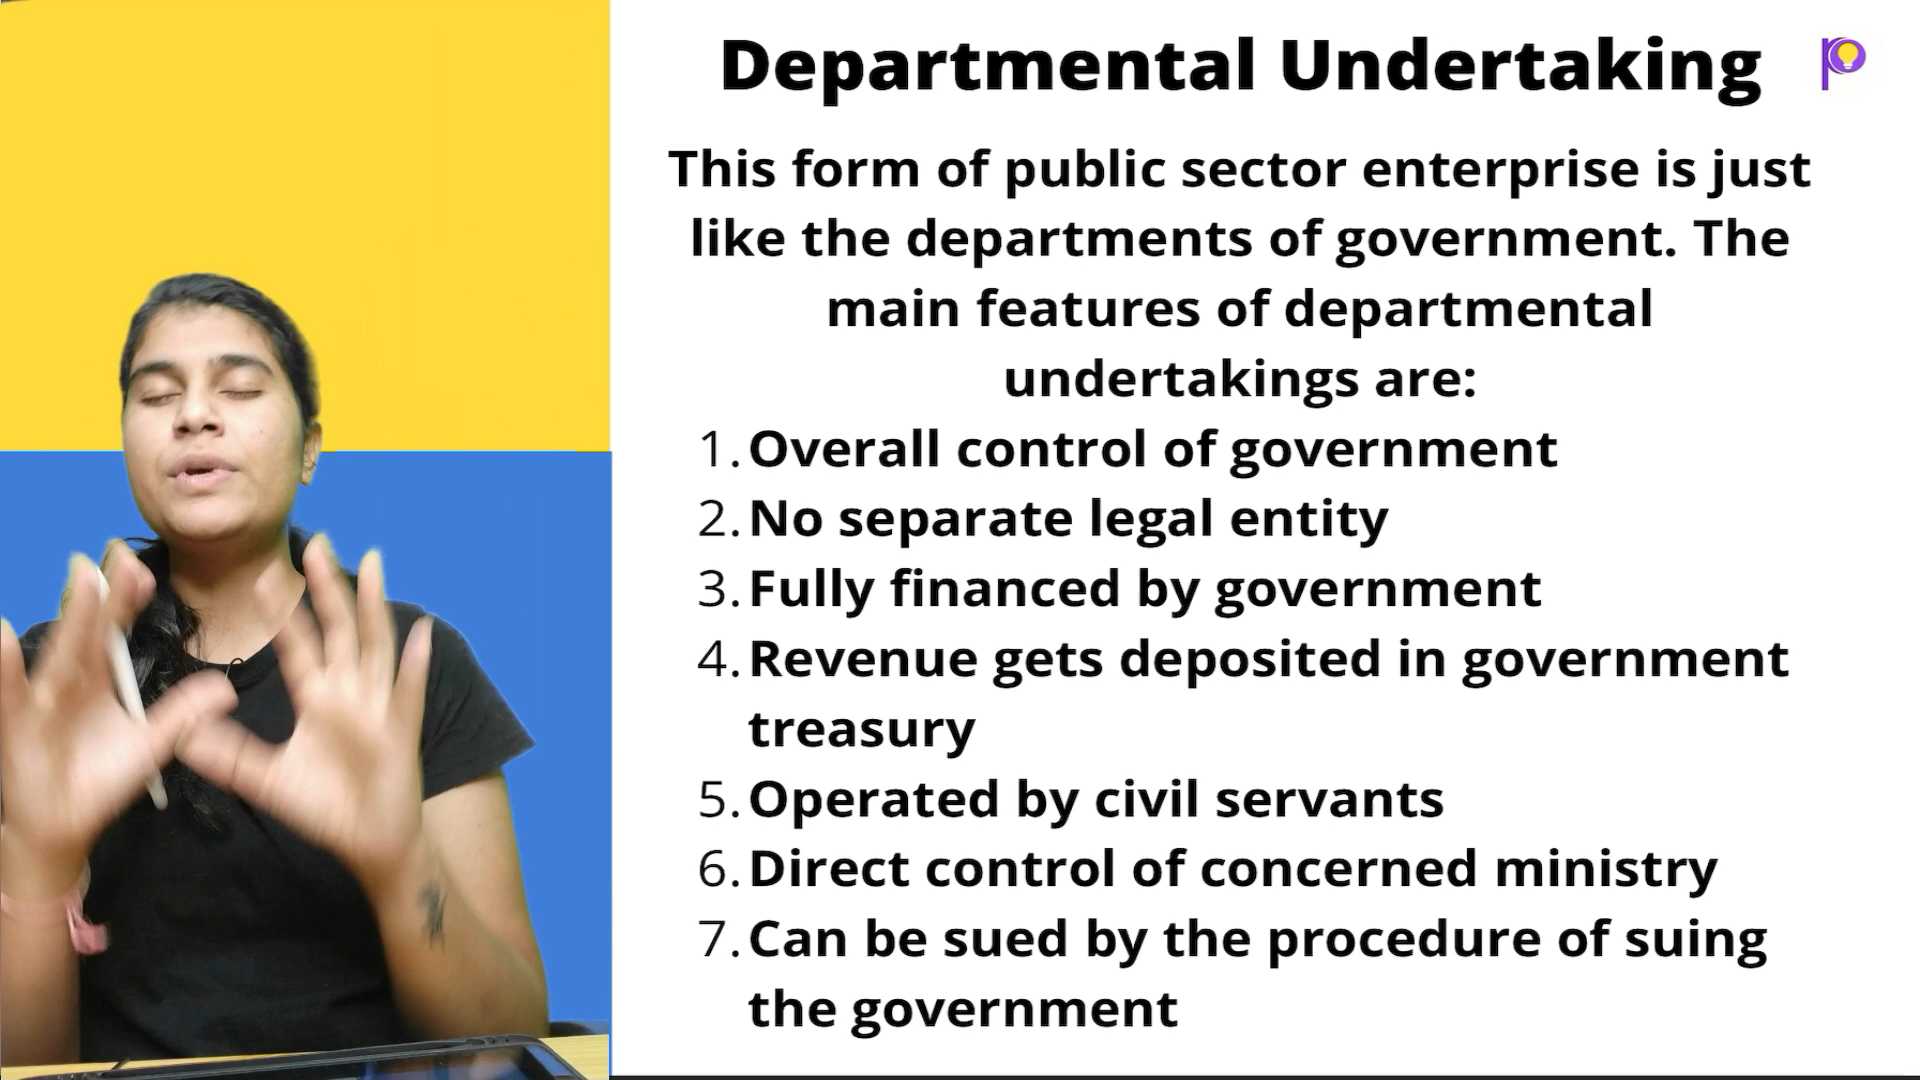 Departmental Undertaking
This form of public sector enterprise is just
like the departments of government. The
main features of departmental
undertakings are:
1. Overall control of government
2. No separate legal entity
3. Fully financed by government
4. Revenue gets deposited in government
treasury
5. Operated by civil servants
6. Direct control of concerned ministry
7. Can be sued by the procedure of suing
the government